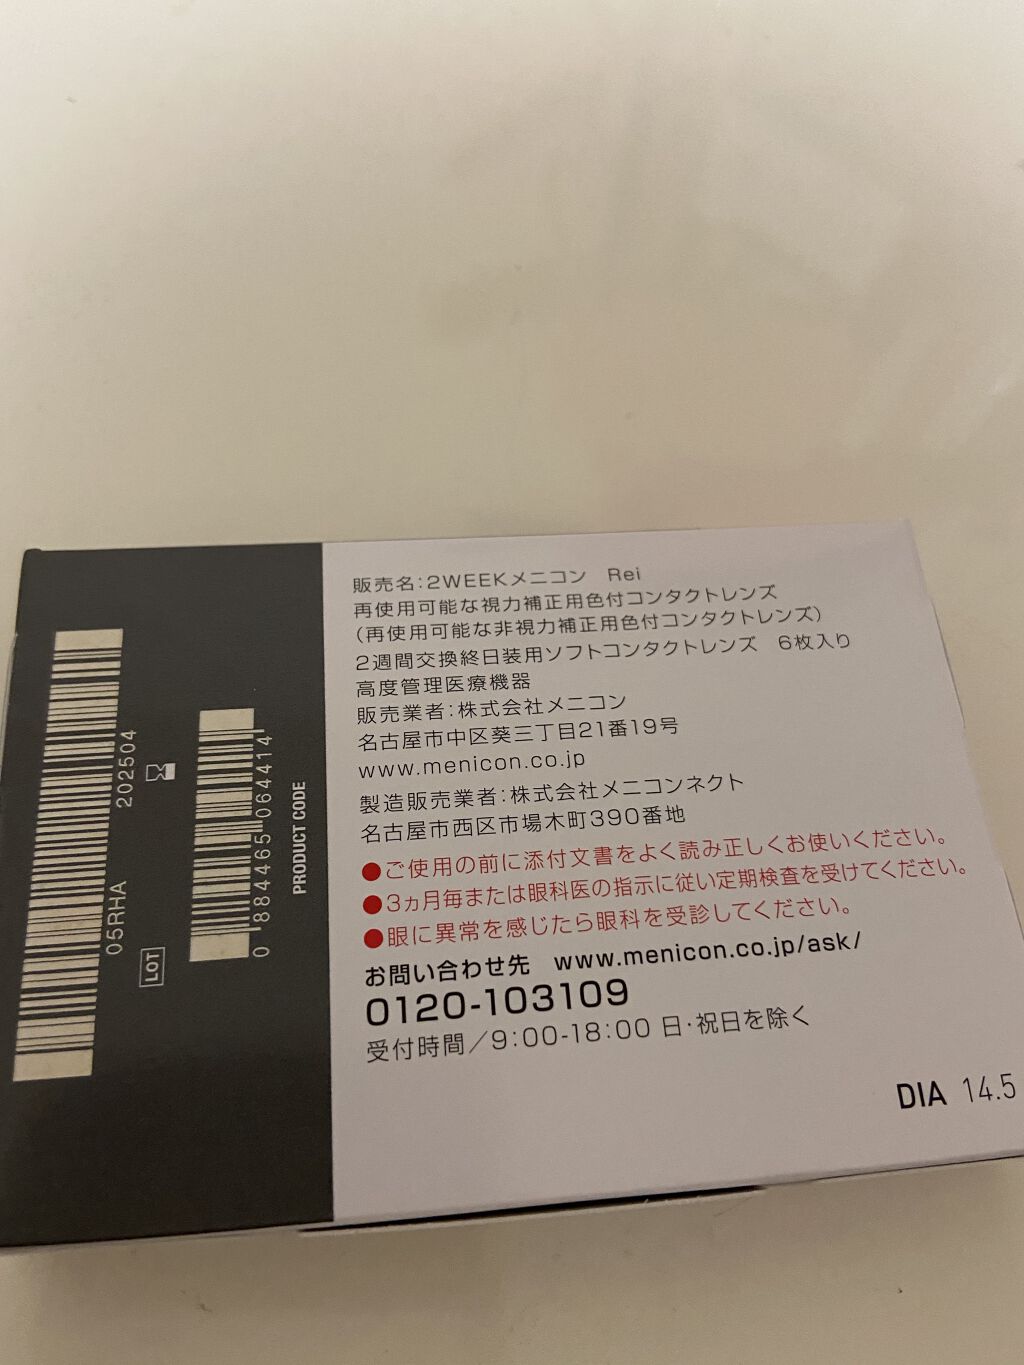 販売名:2WEEKメニコン Rei
再使用可能な視力補正用色付コンタクトレンズ
(再使用可能な非視力補正用色付コンタクトレンズ)
2週間交換終日装用ソフトコンタクトレンズ 6枚入り
高度管理医療機器
販売業者:株式会社メニコン
名古屋市中区葵三丁目21番19号
www.menicon.co.jp
製造販売業者:株式会社メニコンネクト
名古屋市西区市場木町390番地
●ご使用の前に添付文書をよく読み正しくお使いください。
●3ヵ月毎または眼科医の指示に従い定期検査を受けてください。
●眼に異常を感じたら眼科を受診してください。
お問い合わせ先 www.menicon.co.jp/ask/
0120-103109
受付時間/9:00-18:00 日・祝日を除く
DIA 14.5
LOT 05RHA 202504
0 884465 064414
PRODUCT CODE